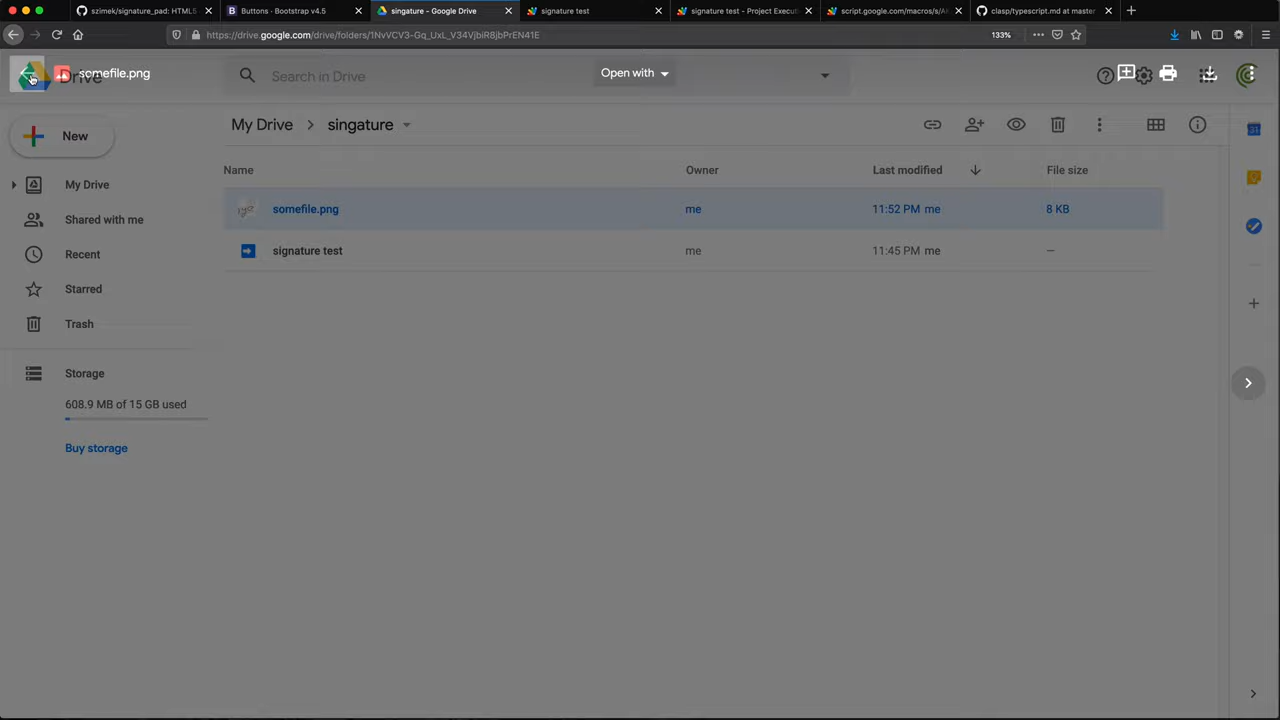 szimek/signature_pad: HTML5
Buttons · Bootstrap v4.5
singature - Google Drive
signature test
signature test - Project Execut
script.google.com/macros/s/AK
clasp/typescript.md at master
https://drive.google.com/drive/folders/1NvVCV3-Gq_UxL_V34VjbiR8jbPrEN41E
133%
somefile.png
Drive
Search in Drive
Open with
New
My Drive
singature
Name
Owner
Last modified
File size
My Drive
somefile.png
me
11:52 PM me
8 KB
Shared with me
signature test
me
11:45 PM me
—
Recent
Starred
Trash
Storage
608.9 MB of 15 GB used
Buy storage